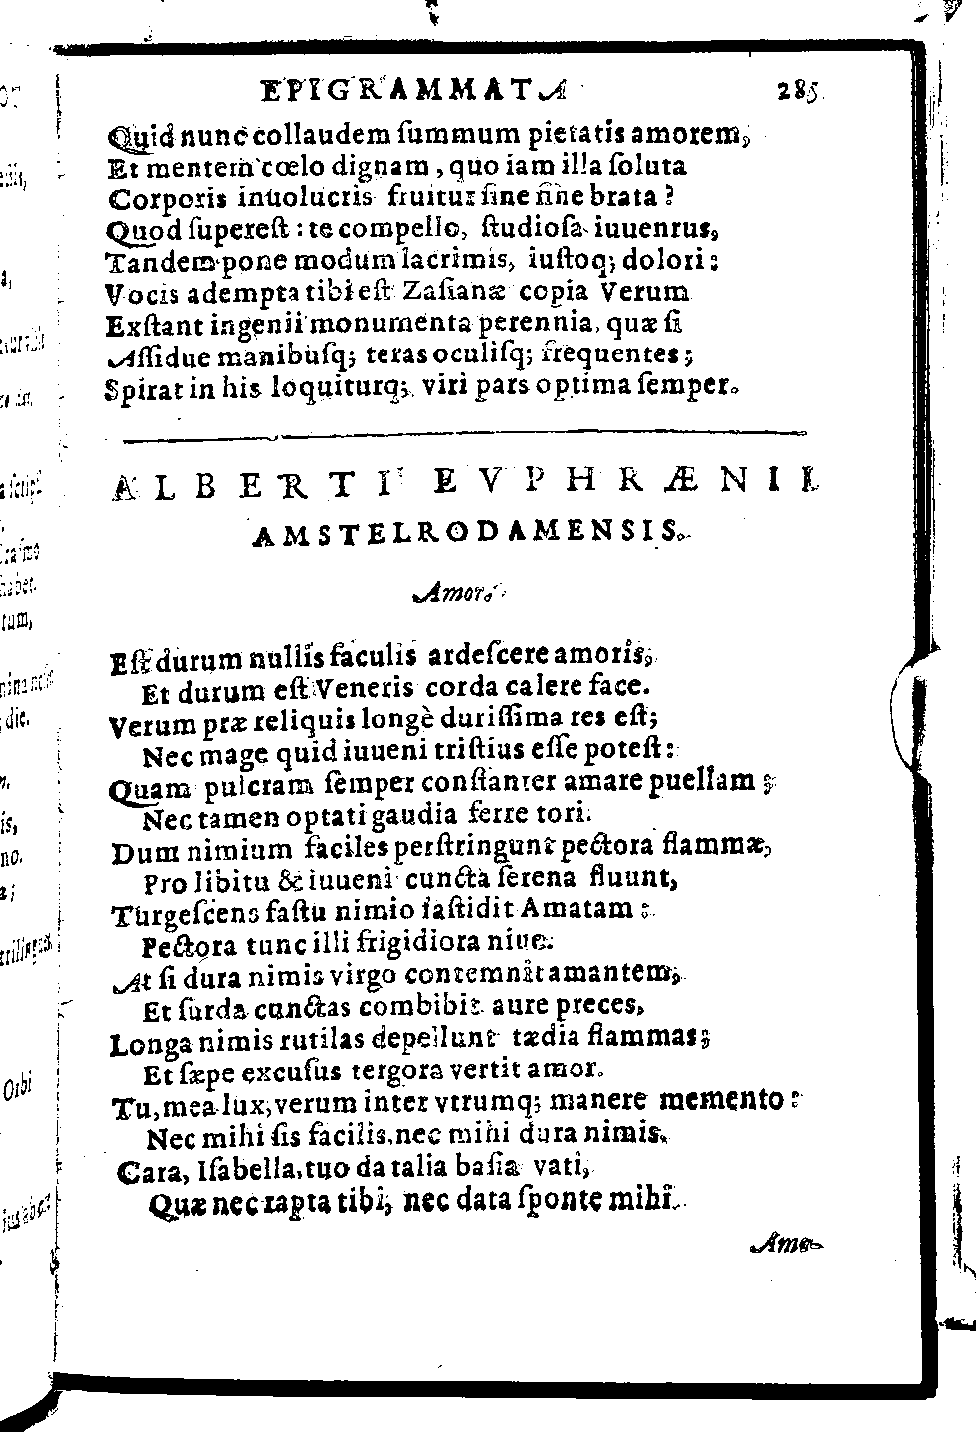 EPIGRAMMATA 285
Quid nunc collaudem ſummum pietatis amorem,
Et mentem cœlo dignam, quo iam illa ſoluta
Corporis inuolucris fruitur ſine fine brata?
Quod ſupereſt: te compello, ſtudioſa iuuentus,
Tandem pone modum lacrimis, iuſtoq; dolori:
Vocis adempta tibi eſt Zaſianæ copia Verum
Exſtant ingenii monumenta perennia, quæ ſi
Aſſidue manibuſq; teras oculiſq; frequentes;
Spirat in his loquiturq; viri pars optima ſemper.
ALBERTI EVPHRÆNII
AMSTELRODAMENSIS.
Amori
Eſt durum nullis faculis ardeſcere amoris,
Et durum eſt Veneris corda calere face.
Verum præ reliquis longè duriſſima res eſt;
Nec mage quid iuueni triſtius eſſe poteſt:
Quam pulcram ſemper conſtanter amare puellam;
Nec tamen optati gaudia ferre tori.
Dum nimium faciles perſtringunt pectora flammæ,
Pro libitu & iuueni cuncta ſerena fluunt,
Turgeſcens faſtu nimio faſtidit Amatam:
Pectora tunc illi frigidiora niue.
At ſi dura nimis virgo contemnit amantem,
Et ſurda cunctas combibit aure preces,
Longa nimis rutilas depellunt tædia flammas;
Et ſæpe excuſus tergora vertit amor.
Tu, mea lux, verum inter vtrumq; manere memento:
Nec mihi ſis facilis, nec mihi dura nimis.
Cara, Iſabella, tuo da talia baſia vati,
Quæ nec rapta tibi, nec data ſponte mihi.
Amo-